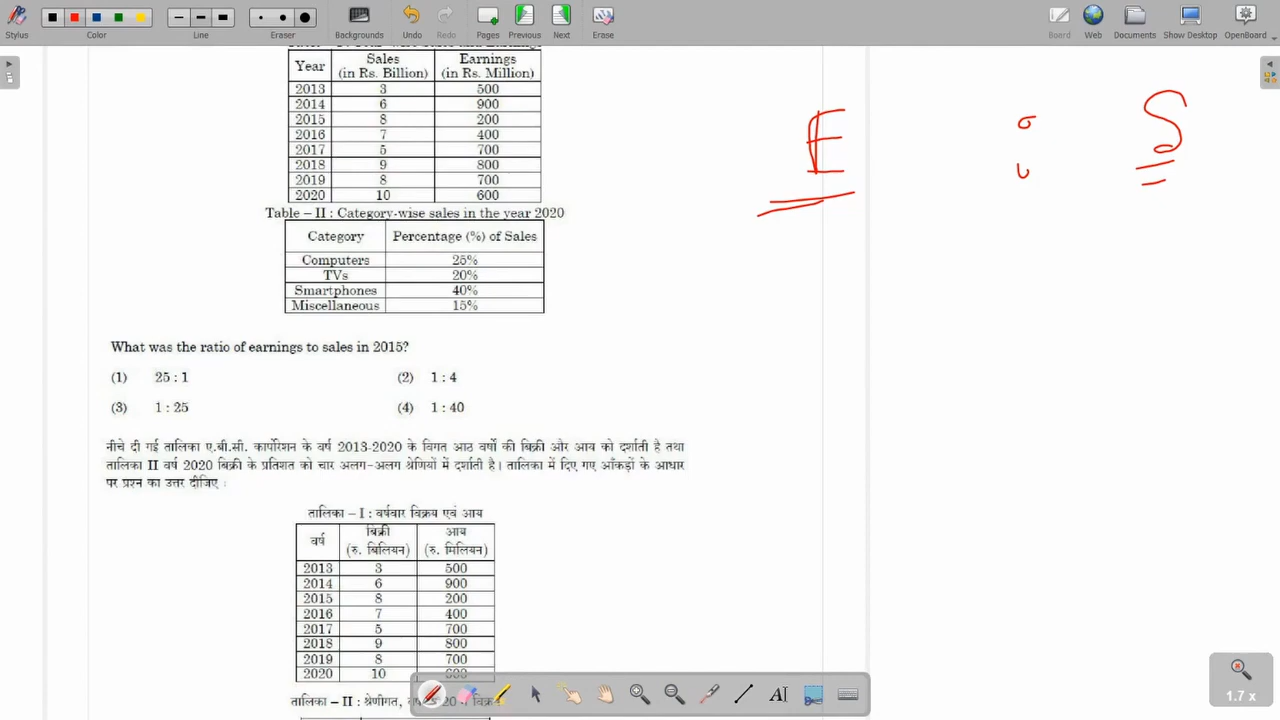 Stylus
Color
Line
Eraser
Backgrounds
Undo
Redo
Pages
Previous
Next
Erase
Board
Web
Documents
Show Desktop
OpenBoard
Year Sales (in Rs. Billion) Earnings (in Rs. Million)
2013 3 500
2014 6 900
2015 8 200
2016 7 400
2017 5 700
2018 9 800
2019 8 700
2020 10 600
Table – II : Category-wise sales in the year 2020
Category Percentage (%) of Sales
Computers 25%
TVs 20%
Smartphones 40%
Miscellaneous 15%
E : S
What was the ratio of earnings to sales in 2015?
(1) 25 : 1 (2) 1 : 4
(3) 1 : 25 (4) 1 : 40
नीचे दी गई तालिका ए.बी.सी. कार्पोरेशन के वर्ष 2013-2020 के विगत आठ वर्षों की बिक्री और आय को दर्शाती है तथा
तालिका II वर्ष 2020 बिक्री के प्रतिशत को चार अलग-अलग श्रेणियों में दर्शाती है। तालिका में दिए गए आँकड़ों के आधार
पर प्रश्न का उत्तर दीजिए :
तालिका – I : वर्षवार विक्रय एवं आय
वर्ष बिक्री (रु. बिलियन) आय (रु. मिलियन)
2013 3 500
2014 6 900
2015 8 200
2016 7 400
2017 5 700
2018 9 800
2019 8 700
2020 10
तालिका – II : श्रेणीगत,
1.7 x